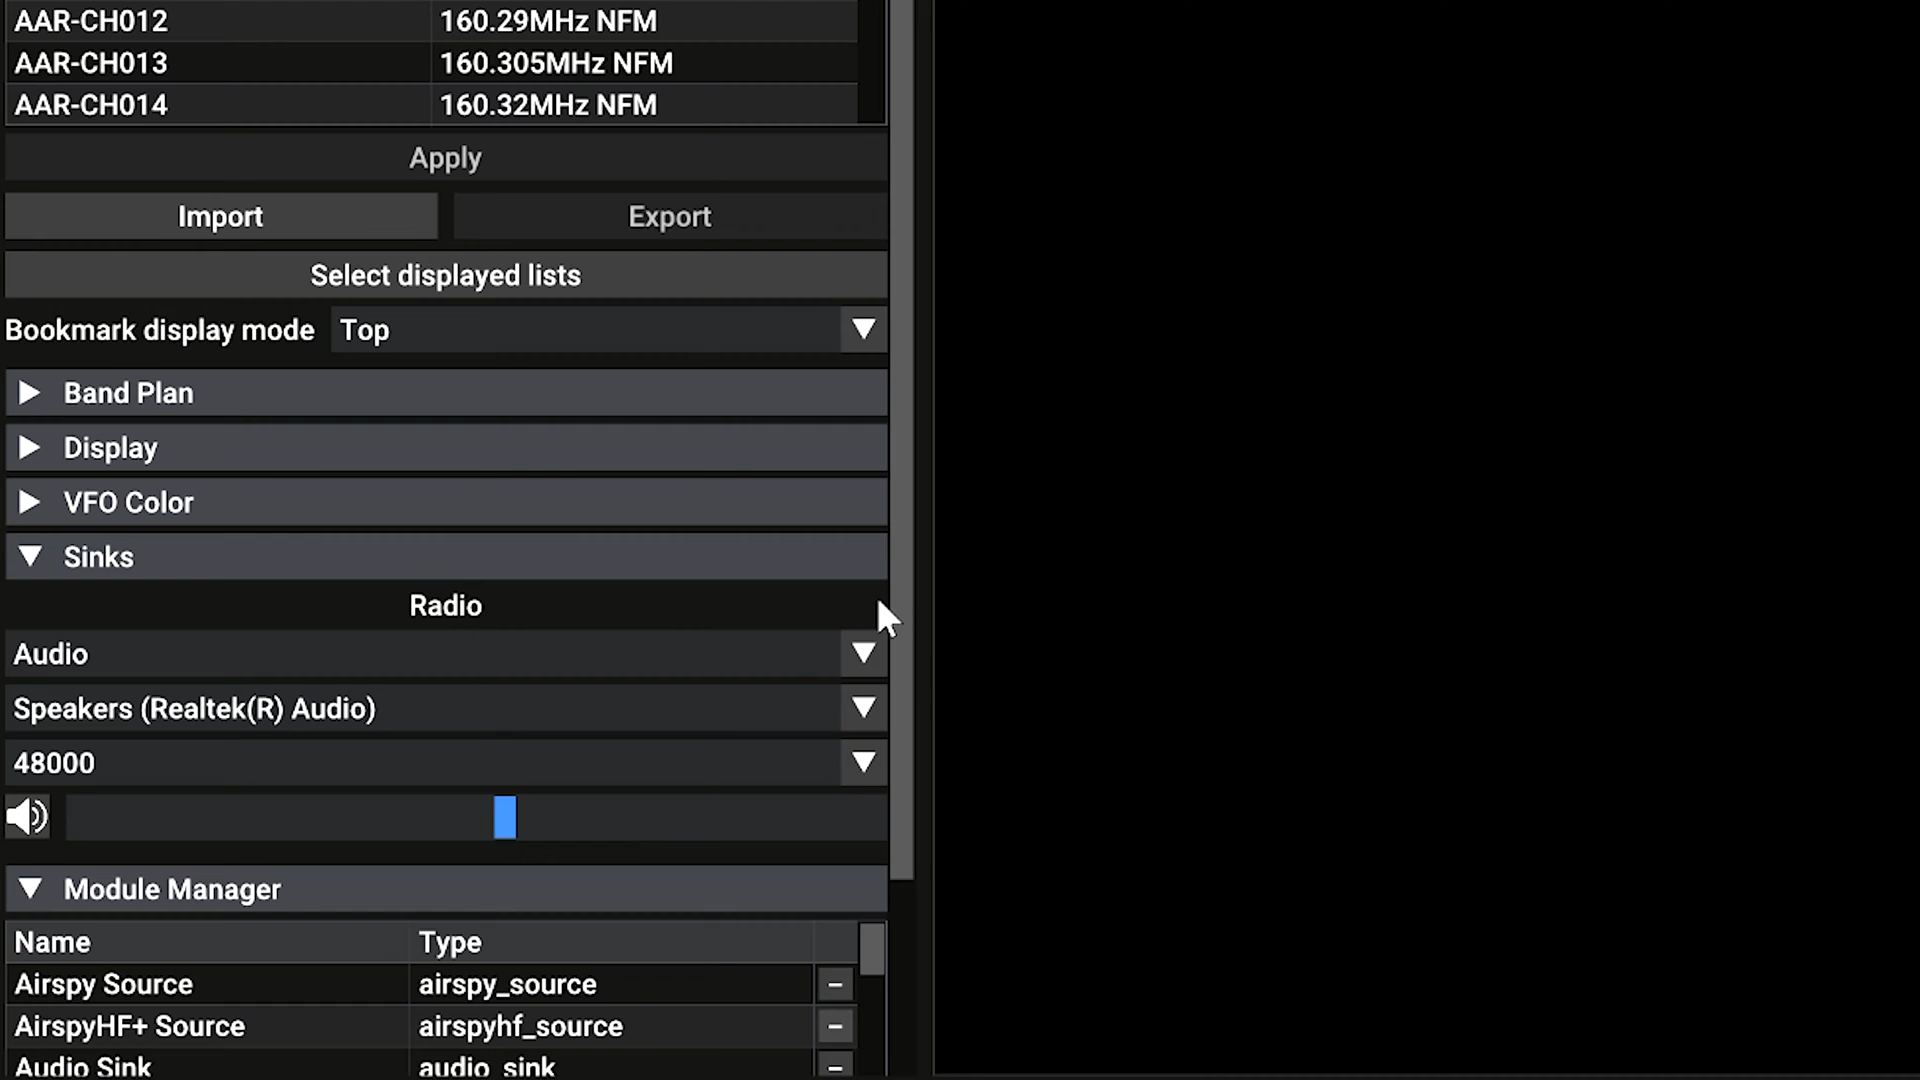 AAR-CH012 160.29MHz NFM
AAR-CH013 160.305MHz NFM
AAR-CH014 160.32MHz NFM
Apply
Import Export
Select displayed lists
Bookmark display mode Top
Band Plan
Display
VFO Color
Sinks
Radio
Audio
Speakers (Realtek(R) Audio)
48000
Module Manager
Name Type
Airspy Source airspy_source -
AirspyHF+ Source airspyhf_source -
Audio Sink audio_sink -